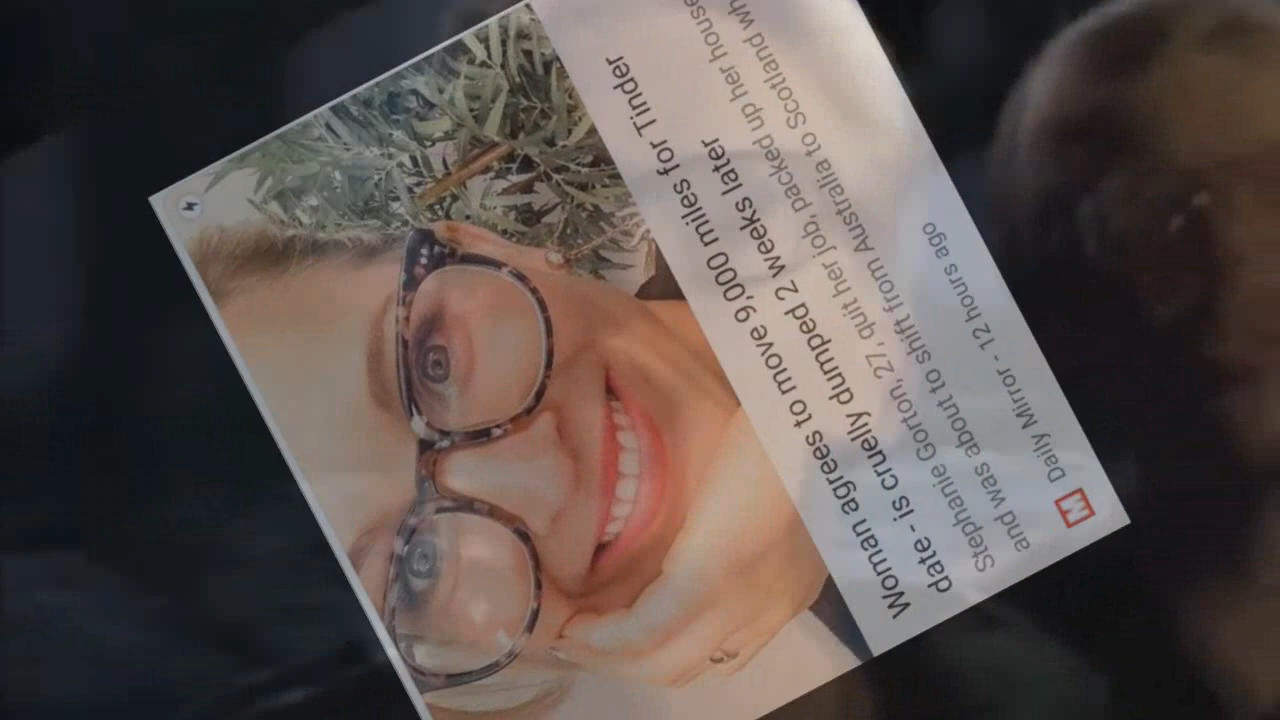 Woman agrees to move 9,000 miles for Tinder
date - is cruelly dumped 2 weeks later
Stephanie Gorton, 27, quit her job, packed up her house
and was about to shift from Australia to Scotland wh
M Daily Mirror - 12 hours ago